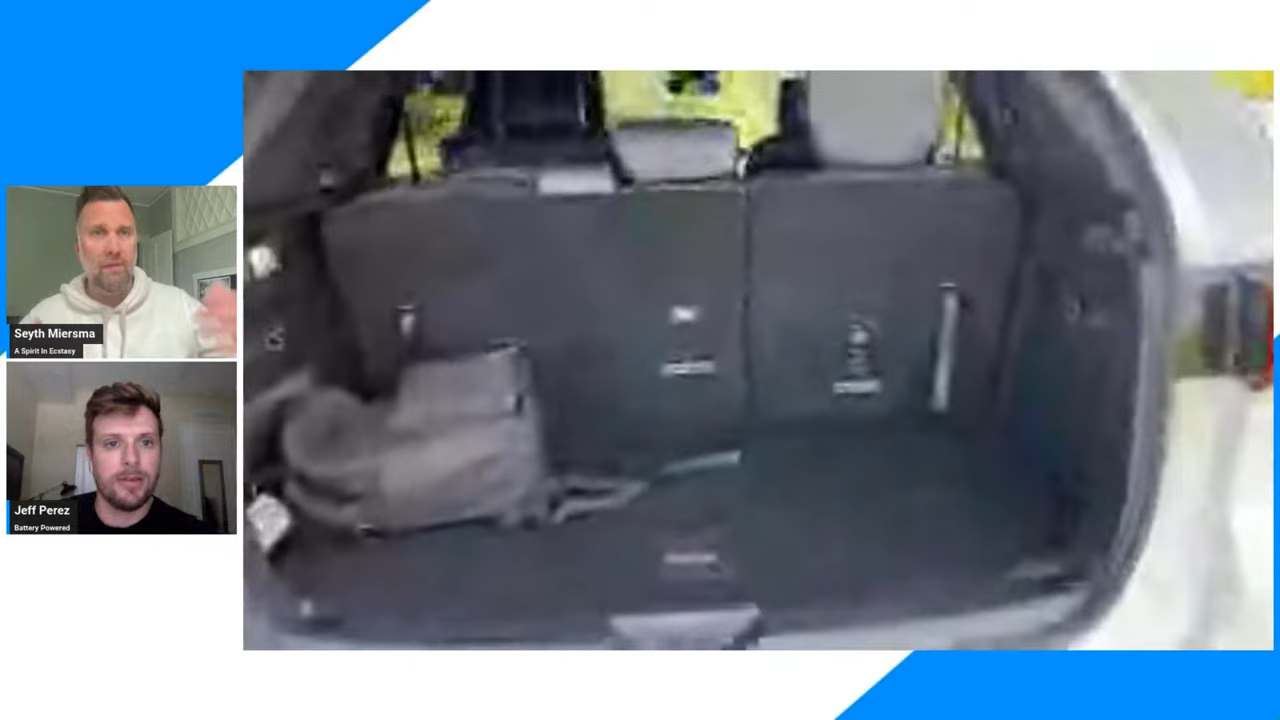 Seyth Miersma
A Spirit In Ecstasy
Jeff Perez
Battery Powered